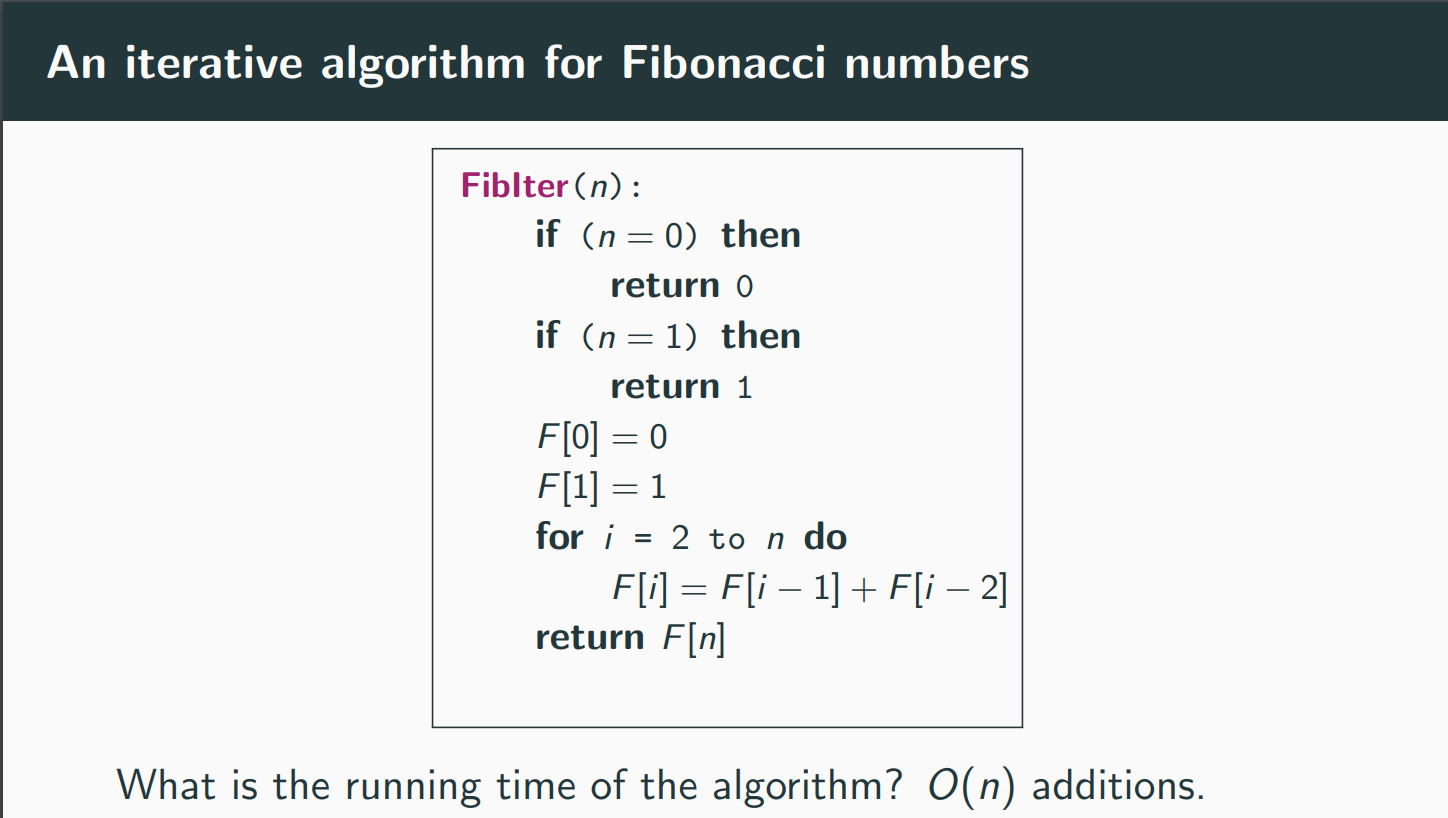 An iterative algorithm for Fibonacci numbers
FibIter(n):
if (n = 0) then
return 0
if (n = 1) then
return 1
F[0] = 0
F[1] = 1
for i = 2 to n do
F[i] = F[i − 1] + F[i − 2]
return F[n]
What is the running time of the algorithm? O(n) additions.